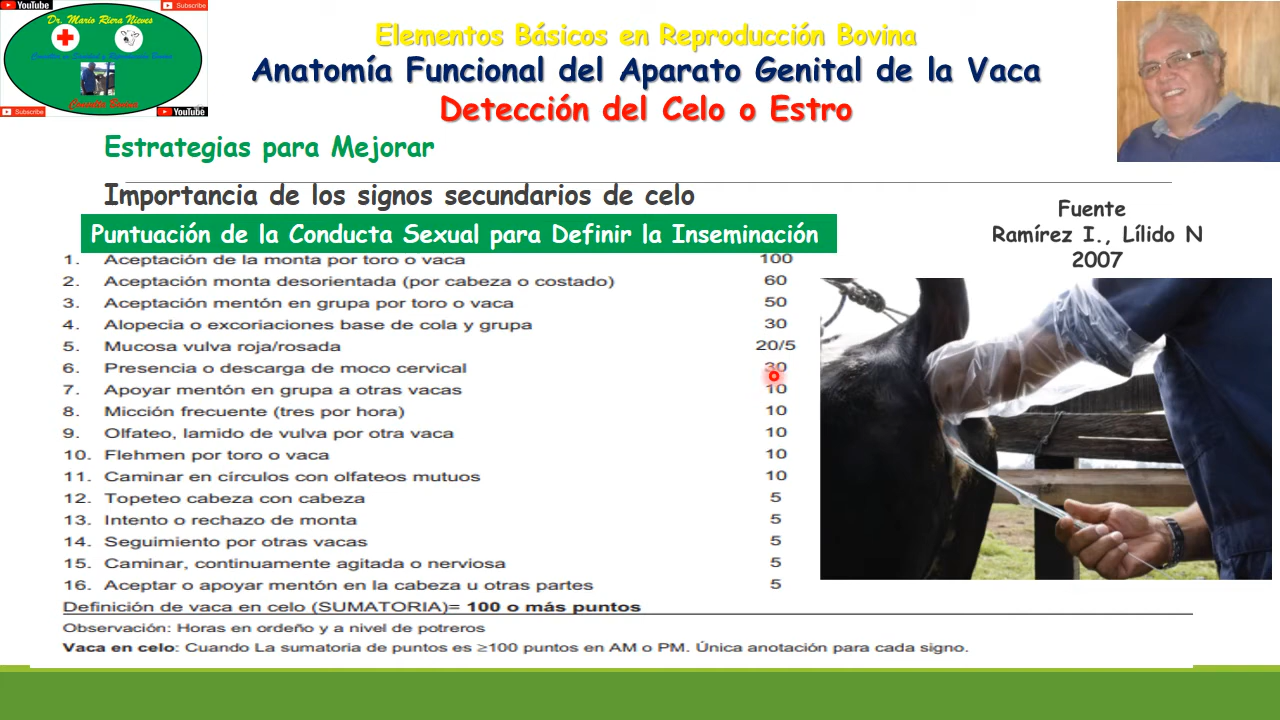 YouTube
Subscribe
Dr. Mario Riera Nieves
Consulta Bovina
Subscribe
YouTube
Elementos Básicos en Reproducción Bovina
Anatomía Funcional del Aparato Genital de la Vaca
Detección del Celo o Estro
Estrategias para Mejorar
Importancia de los signos secundarios de celo
Fuente
Ramírez I., Lílido N
2007
Puntuación de la Conducta Sexual para Definir la Inseminación
1. Aceptación de la monta por toro o vaca 100
2. Aceptación monta desorientada (por cabeza o costado) 60
3. Aceptación mentón en grupa por toro o vaca 50
4. Alopecia o excoriaciones base de cola y grupa 30
5. Mucosa vulva roja/rosada 20/5
6. Presencia o descarga de moco cervical 30
7. Apoyar mentón en grupa a otras vacas 10
8. Micción frecuente (tres por hora) 10
9. Olfateo, lamido de vulva por otra vaca 10
10. Flehmen por toro o vaca 10
11. Caminar en círculos con olfateos mutuos 10
12. Topeteo cabeza con cabeza 5
13. Intento o rechazo de monta 5
14. Seguimiento por otras vacas 5
15. Caminar, continuamente agitada o nerviosa 5
16. Aceptar o apoyar mentón en la cabeza u otras partes 5
Definición de vaca en celo (SUMATORIA)= 100 o más puntos
Observación: Horas en ordeño y a nivel de potreros
Vaca en celo: Cuando La sumatoria de puntos es ≥100 puntos en AM o PM. Única anotación para cada signo.